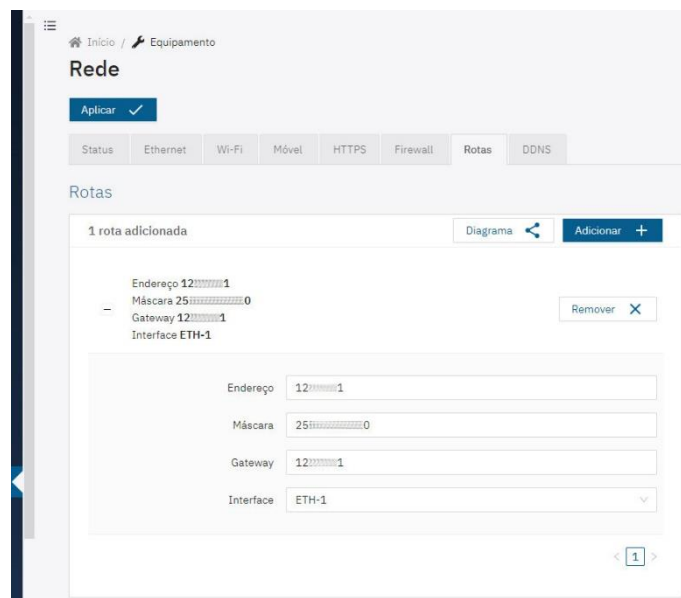 Início / Equipamento
Rede
Aplicar
Status Ethernet Wi-Fi Móvel HTTPS Firewall Rotas DDNS
Rotas
1 rota adicionada
Diagrama
Adicionar +
Endereço
Máscara
Gateway
Interface ETH-1
Remover X
Endereço
Máscara
Gateway
Interface ETH-1
< 1 >